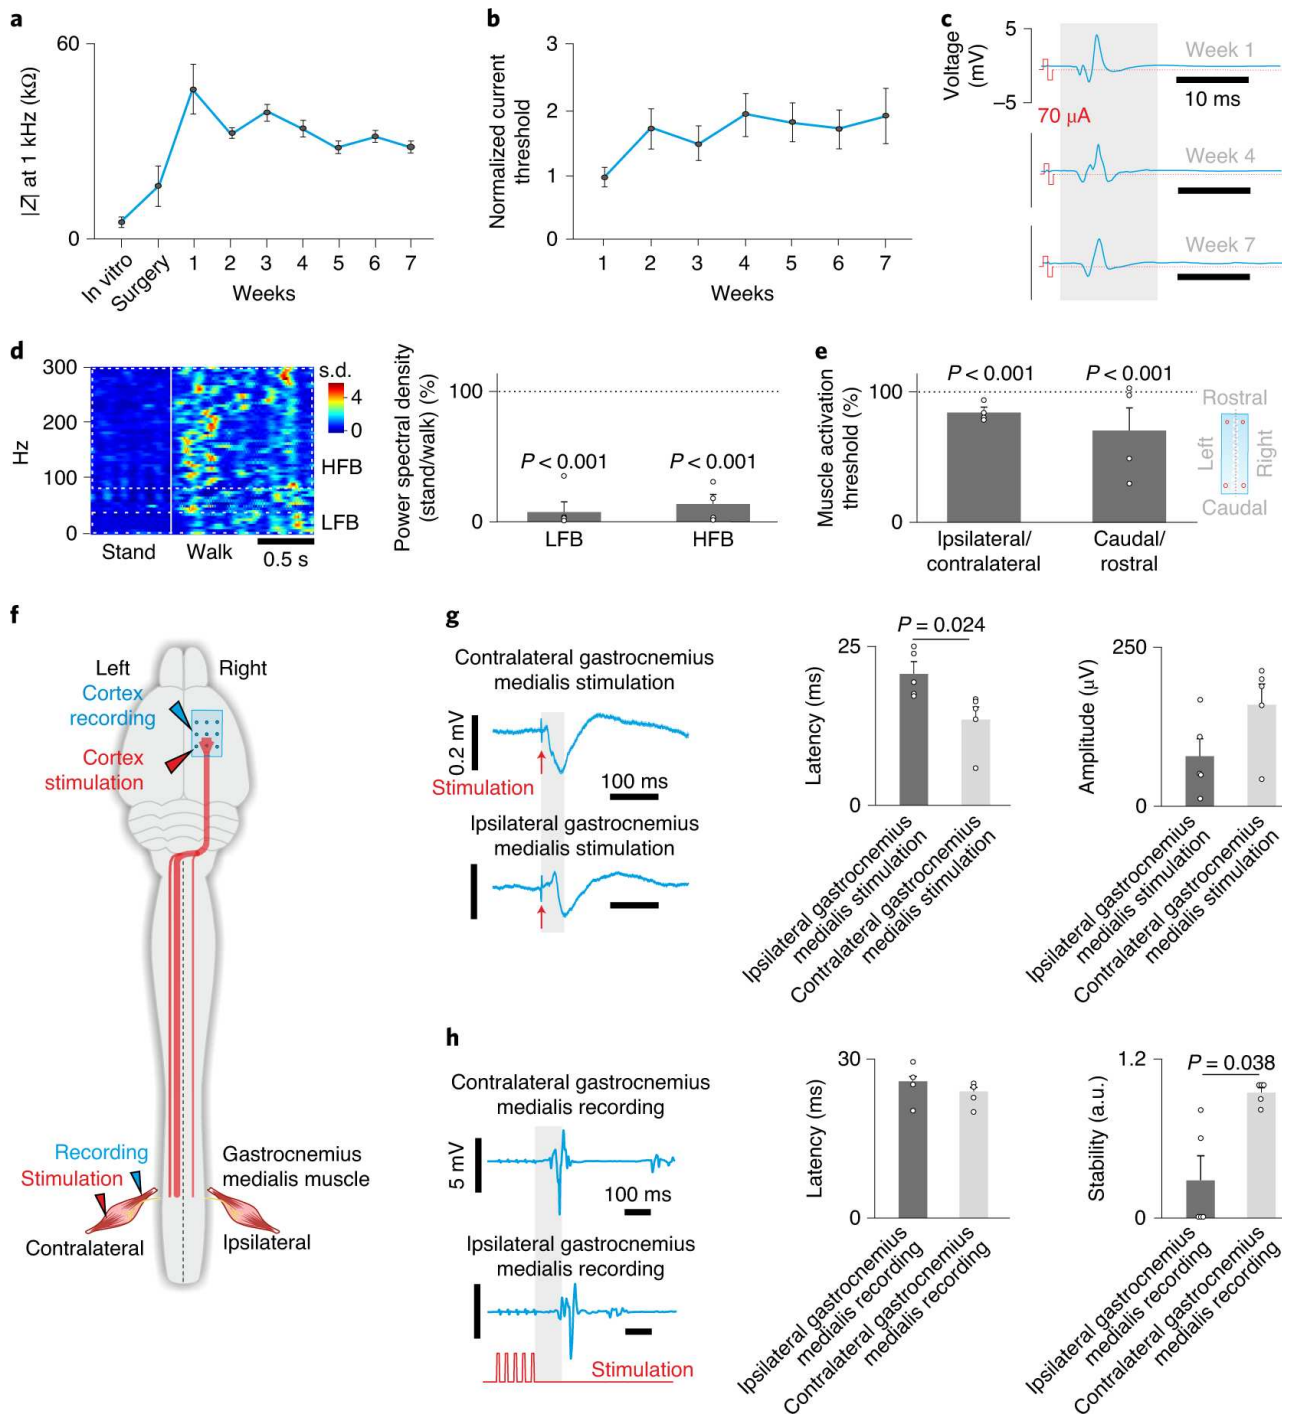 a
60
0
|Z| at 1 kHz (kΩ)
In vitro
Surgery
1 2 3 4 5 6 7
Weeks
b
3
2
1
0
Normalized current
threshold
1 2 3 4 5 6 7
Weeks
c
5
–5
Voltage
(mV)
Week 1
10 ms
70 μA
Week 4
Week 7
d
300
200
100
0
Hz
s.d.
4
0
HFB
LFB
Stand Walk
0.5 s
Power spectral density
(stand/walk) (%)
100
0
P < 0.001 P < 0.001
LFB HFB
e
Muscle activation
threshold (%)
100
0
P < 0.001 P < 0.001
Ipsilateral/
contralateral
Caudal/
rostral
Rostral
Left
Right
Caudal
f
Left Right
Cortex
recording
Cortex
stimulation
Recording
Stimulation
Gastrocnemius
medialis muscle
Contralateral
Ipsilateral
g
Contralateral gastrocnemius
medialis stimulation
0.2 mV
Stimulation
100 ms
Ipsilateral gastrocnemius
medialis stimulation
25
0
Latency (ms)
P = 0.024
Ipsilateral gastrocnemius
medialis stimulation
Contralateral gastrocnemius
medialis stimulation
250
0
Amplitude (μV)
Ipsilateral gastrocnemius
medialis stimulation
Contralateral gastrocnemius
medialis stimulation
h
Contralateral gastrocnemius
medialis recording
5 mV
100 ms
Ipsilateral gastrocnemius
medialis recording
Stimulation
30
0
Latency (ms)
Ipsilateral gastrocnemius
medialis recording
Contralateral gastrocnemius
medialis recording
1.2
0
Stability (a.u.)
P = 0.038
Ipsilateral gastrocnemius
medialis recording
Contralateral gastrocnemius
medialis recording